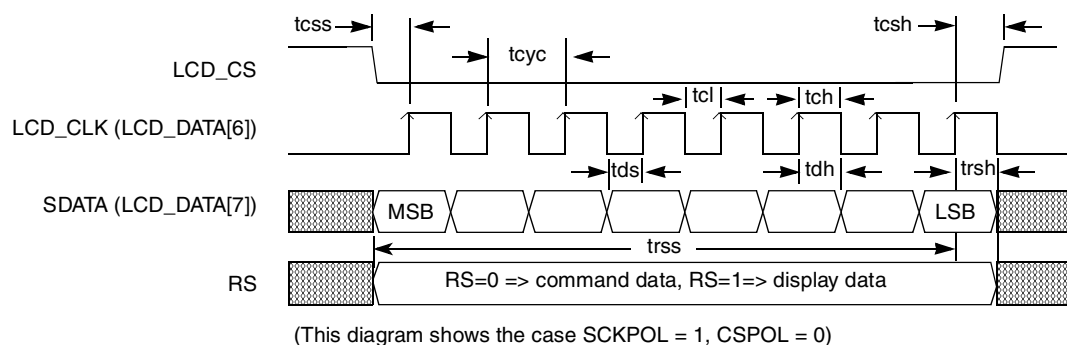 tcss
tcsh
tcyc
LCD_CS
tcl
tch
LCD_CLK (LCD_DATA[6])
tds
tdh
trsh
SDATA (LCD_DATA[7])
MSB
LSB
trss
RS
RS=0 => command data, RS=1=> display data
(This diagram shows the case SCKPOL = 1, CSPOL = 0)